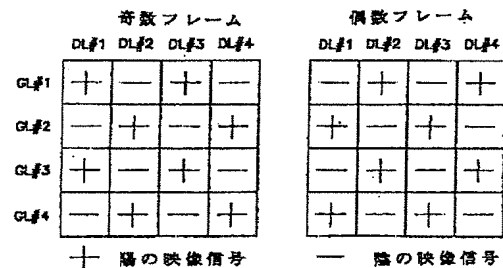 奇数フレーム 偶数フレーム
DL#1 DL#2 DL#3 DL#4 DL#1 DL#2 DL#3 DL#4
GL#1 + — + — — + — +
GL#2 — + — + + — + —
GL#3 + — + — — + — +
GL#4 — + — + + — + —
+ 陽の映像信号 — 陰の映像信号